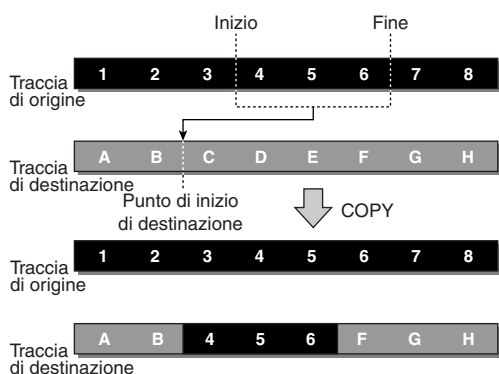 Inizio Fine
Traccia di origine 1 2 3 4 5 6 7 8
Traccia di destinazione A B C D E F G H
Punto di inizio di destinazione
COPY
Traccia di origine 1 2 3 4 5 6 7 8
Traccia di destinazione A B 4 5 6 F G H